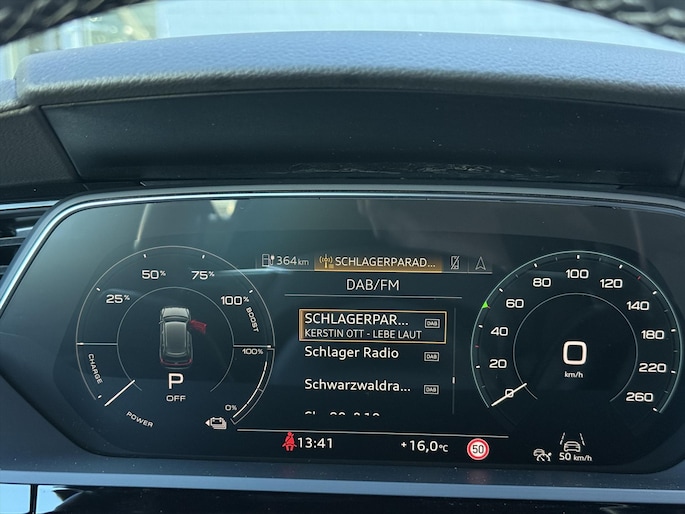 364 km
SCHLAGERPARAD...
DAB/FM
SCHLAGERPAR... DAB
KERSTIN OTT - LEBE LAUT
Schlager Radio DAB
Schwarzwaldra... DAB
25%
50%
75%
100%
BOOST
100%
0%
CHARGE
POWER
P
OFF
0
20
40
60
80
100
120
140
160
180
220
260
0
km/h
13:41
+16,0°C
50
50 km/h